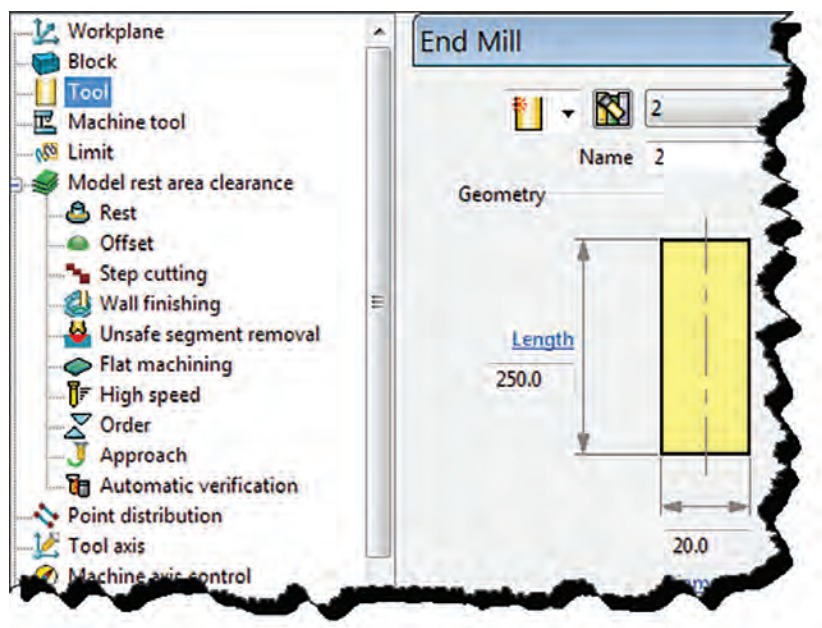 Workplane
Block
Tool
Machine tool
Limit
Model rest area clearance
Rest
Offset
Step cutting
Wall finishing
Unsafe segment removal
Flat machining
High speed
Order
Approach
Automatic verification
Point distribution
Tool axis
Machine axis control
End Mill
2
Name 2
Geometry
Length
250.0
20.0